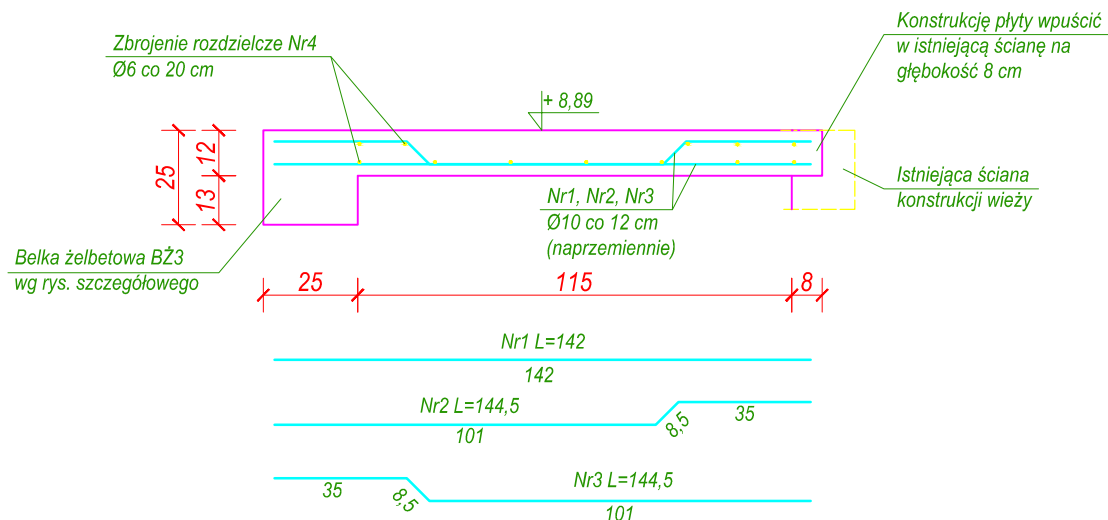 Zbrojenie rozdzielcze Nr4
Ø6 co 20 cm
Konstrukcję płyty wpuścić
w istniejącą ścianę na
głębokość 8 cm
+ 8,89
25
12
13
Nr1, Nr2, Nr3
Ø10 co 12 cm
(naprzemiennie)
Istniejąca ściana
konstrukcji wieży
Belka żelbetowa BŻ3
wg rys. szczegółowego
25
115
8
Nr1 L=142
142
Nr2 L=144,5
101
8,5
35
Nr3 L=144,5
35
8,5
101